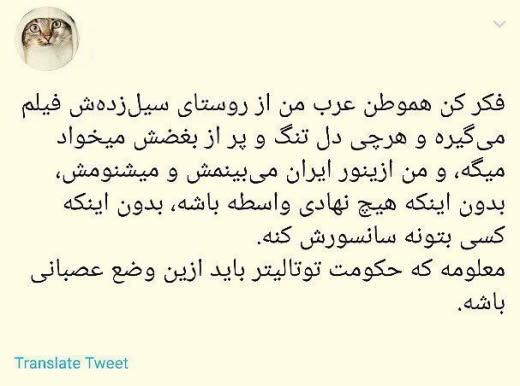 فکر کن هموطن عرب من از روستای سیل‌زده‌ش فیلم
می‌گیره و هرچی دل تنگ و پر از بغضش میخواد
میگه، و من ازینور ایران می‌بینمش و میشنومش،
بدون اینکه هیچ نهادی واسطه باشه، بدون اینکه
کسی بتونه سانسورش کنه.
معلومه که حکومت توتالیتر باید ازین وضع عصبانی
باشه.
Translate Tweet